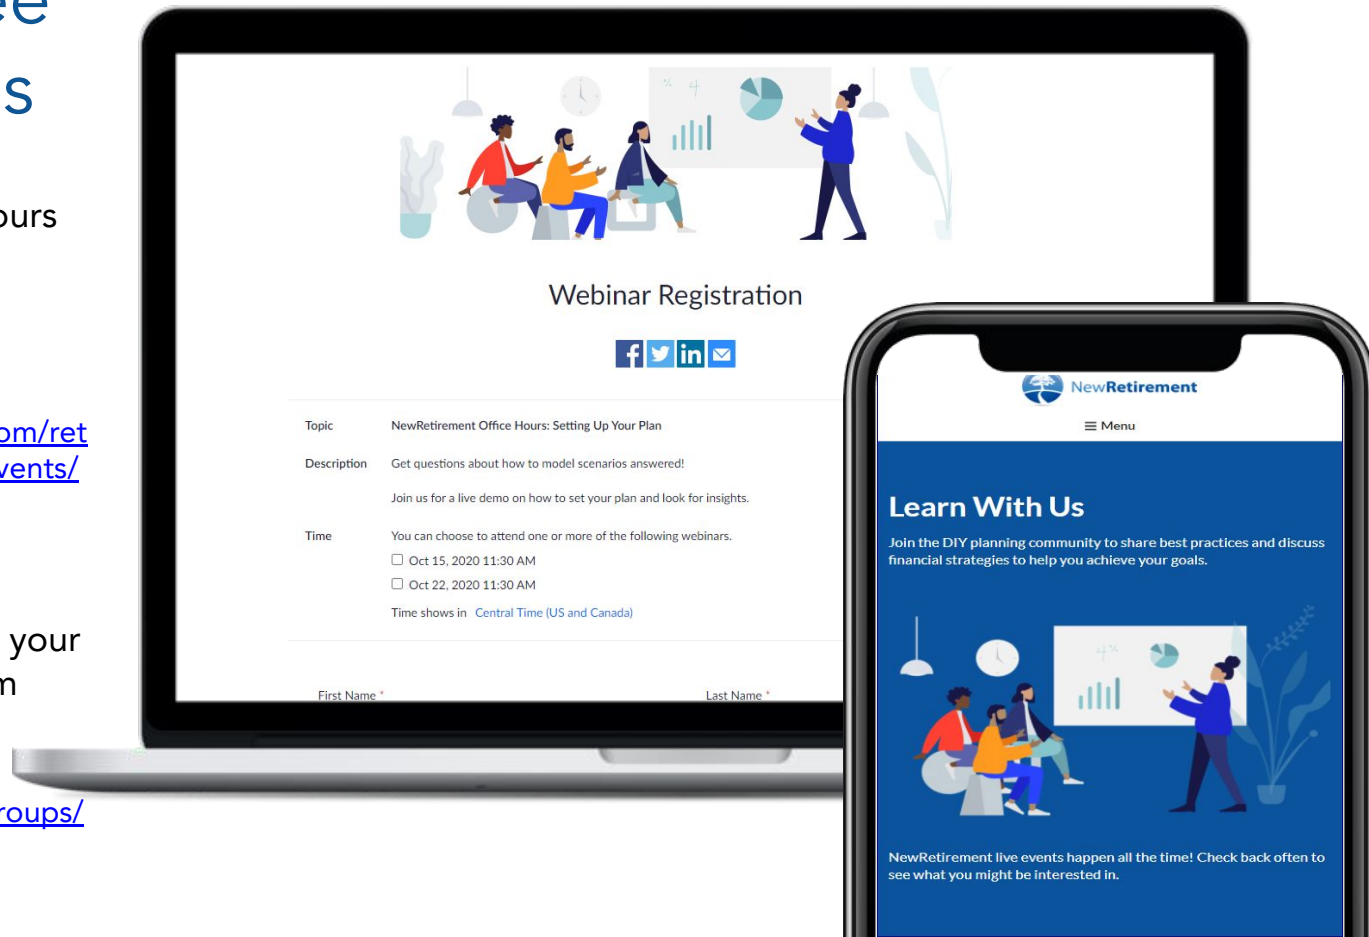 ee
s
ours
om/ret
vents/
your
m
roups/
Webinar Registration
Topic NewRetirement Office Hours: Setting Up Your Plan
Description Get questions about how to model scenarios answered!
Join us for a live demo on how to set your plan and look for insights.
Time You can choose to attend one or more of the following webinars.
Oct 15, 2020 11:30 AM
Oct 22, 2020 11:30 AM
Time shows in Central Time (US and Canada)
First Name * Last Name *
NewRetirement
Menu
Learn With Us
Join the DIY planning community to share best practices and discuss
financial strategies to help you achieve your goals.
4%
NewRetirement live events happen all the time! Check back often to
see what you might be interested in.